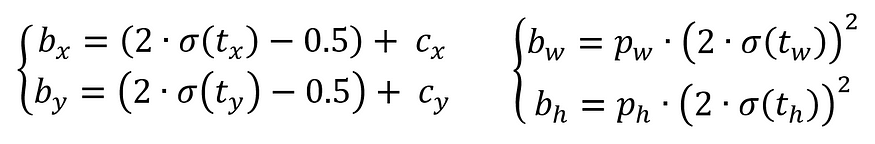 b_x = (2 · σ(t_x) − 0.5) + c_x
b_y = (2 · σ(t_y) − 0.5) + c_y
b_w = p_w · (2 · σ(t_w))²
b_h = p_h · (2 · σ(t_h))²